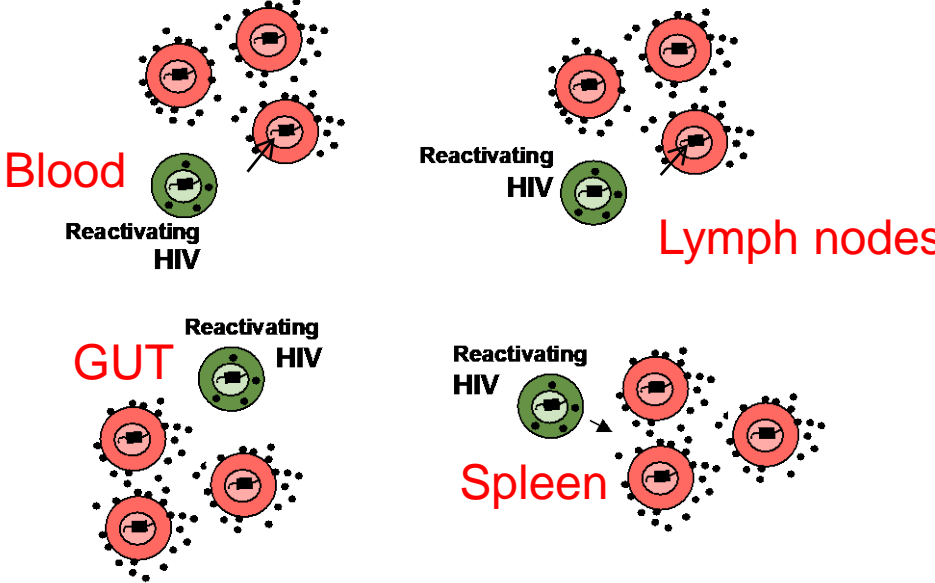 Blood
Reactivating
HIV
Reactivating
HIV
Lymph nodes
GUT
Reactivating
HIV
Reactivating
HIV
Spleen